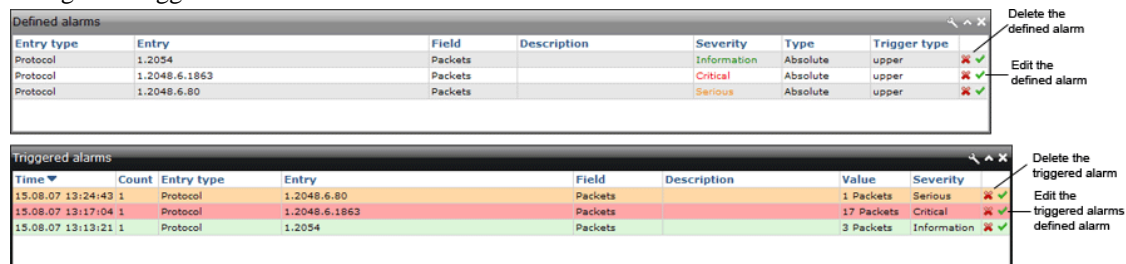 Defined alarms
Delete the
defined alarm
Entry type Entry Field Description Severity Type Trigger type
Protocol 1.2054 Packets Information Absolute upper
Protocol 1.2048.6.1863 Packets Critical Absolute upper
Edit the
defined alarm
Protocol 1.2048.6.80 Packets Serious Absolute upper
Triggered alarms
Delete the
triggered alarm
Time Count Entry type Entry Field Description Value Severity
15.08.07 13:24:43 1 Protocol 1.2048.6.80 Packets 1 Packets Serious
15.08.07 13:17:04 1 Protocol 1.2048.6.1863 Packets 17 Packets Critical
15.08.07 13:13:21 1 Protocol 1.2054 Packets 3 Packets Information
Edit the
triggered alarms
defined alarm